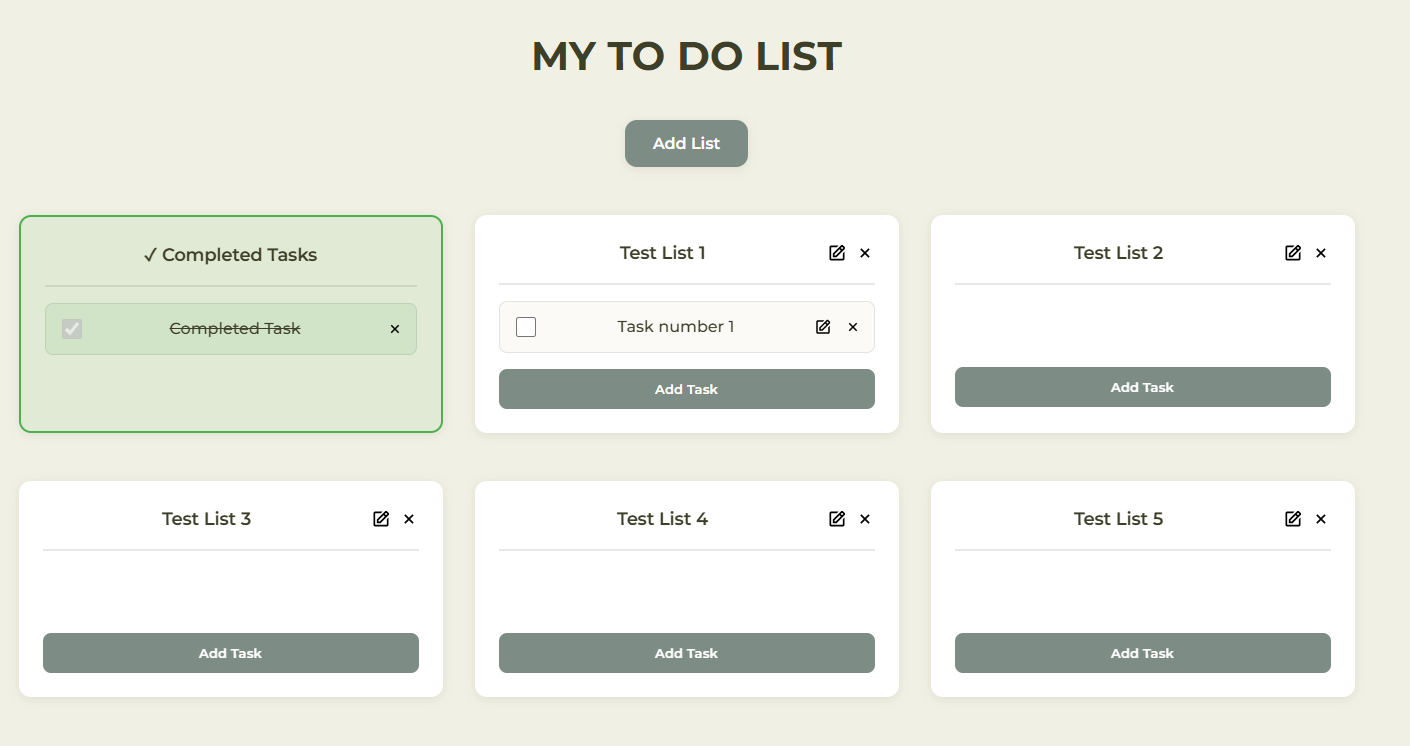 MY TO DO LIST
Add List
✓ Completed Tasks
Completed Task
Test List 1
Task number 1
Add Task
Test List 2
Add Task
Test List 3
Add Task
Test List 4
Add Task
Test List 5
Add Task